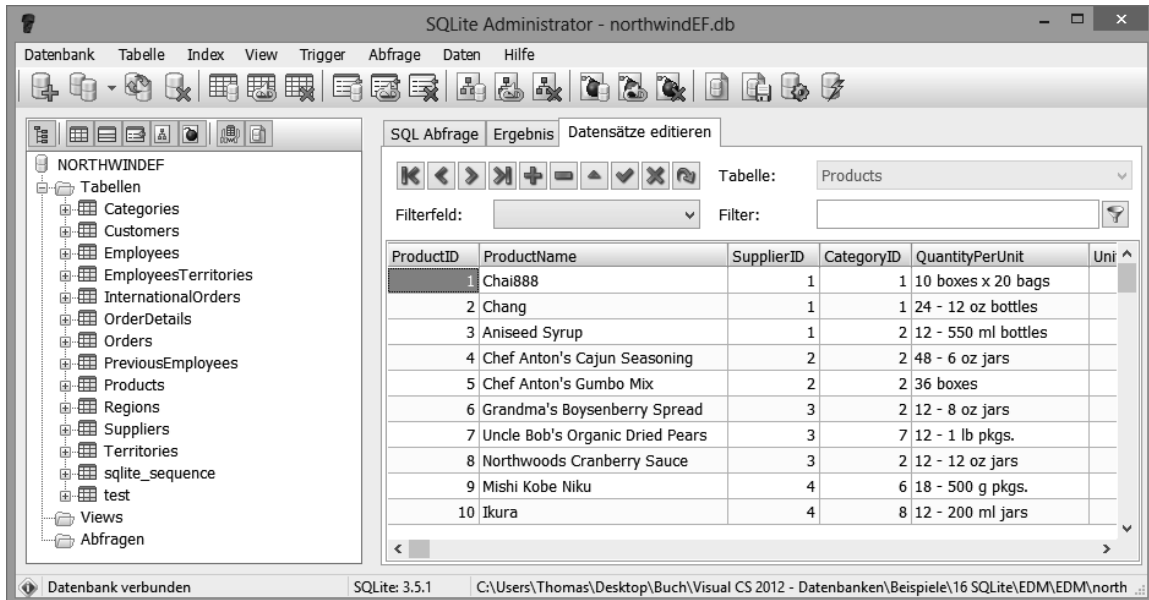 SQLite Administrator - northwindEF.db
Datenbank Tabelle Index View Trigger Abfrage Daten Hilfe
NORTHWINDEF
Tabellen
Categories
Customers
Employees
EmployeesTerritories
InternationalOrders
OrderDetails
Orders
PreviousEmployees
Products
Regions
Suppliers
Territories
sqlite_sequence
test
Views
Abfragen
SQL Abfrage Ergebnis Datensätze editieren
Tabelle: Products
Filterfeld: Filter:
ProductID ProductName SupplierID CategoryID QuantityPerUnit Uni
1 Chai888 1 1 10 boxes x 20 bags
2 Chang 1 1 24 - 12 oz bottles
3 Aniseed Syrup 1 2 12 - 550 ml bottles
4 Chef Anton's Cajun Seasoning 2 2 48 - 6 oz jars
5 Chef Anton's Gumbo Mix 2 2 36 boxes
6 Grandma's Boysenberry Spread 3 2 12 - 8 oz jars
7 Uncle Bob's Organic Dried Pears 3 7 12 - 1 lb pkgs.
8 Northwoods Cranberry Sauce 3 2 12 - 12 oz jars
9 Mishi Kobe Niku 4 6 18 - 500 g pkgs.
10 Ikura 4 8 12 - 200 ml jars
Datenbank verbunden SQLite: 3.5.1 C:\Users\Thomas\Desktop\Buch\Visual CS 2012 - Datenbanken\Beispiele\16 SQLite\EDM\EDM\north